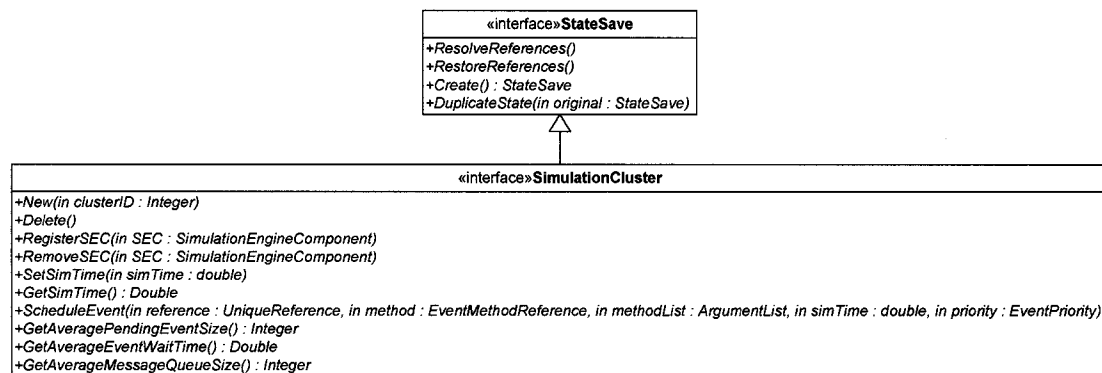 «interface»StateSave
+ResolveReferences()
+RestoreReferences()
+Create() : StateSave
+DuplicateState(in original : StateSave)
«interface»SimulationCluster
+New(in clusterID : Integer)
+Delete()
+RegisterSEC(in SEC : SimulationEngineComponent)
+RemoveSEC(in SEC : SimulationEngineComponent)
+SetSimTime(in simTime : double)
+GetSimTime() : Double
+ScheduleEvent(in reference : UniqueReference, in method : EventMethodReference, in methodList : ArgumentList, in simTime : double, in priority : EventPriority)
+GetAveragePendingEventSize() : Integer
+GetAverageEventWaitTime() : Double
+GetAverageMessageQueueSize() : Integer